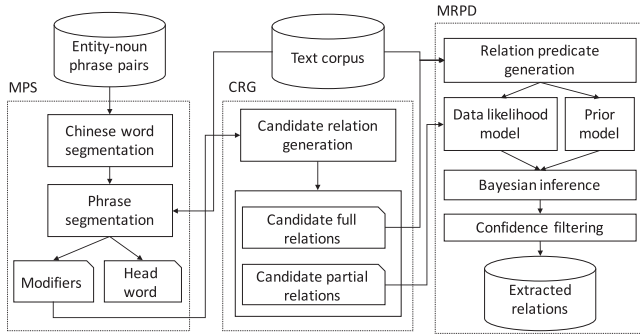 Entity-noun
phrase pairs
Text corpus
MPS
Chinese word
segmentation
Phrase
segmentation
Modifiers
Head
word
CRG
Candidate relation
generation
Candidate full
relations
Candidate partial
relations
MRPD
Relation predicate
generation
Data likelihood
model
Prior
model
Bayesian inference
Confidence filtering
Extracted
relations